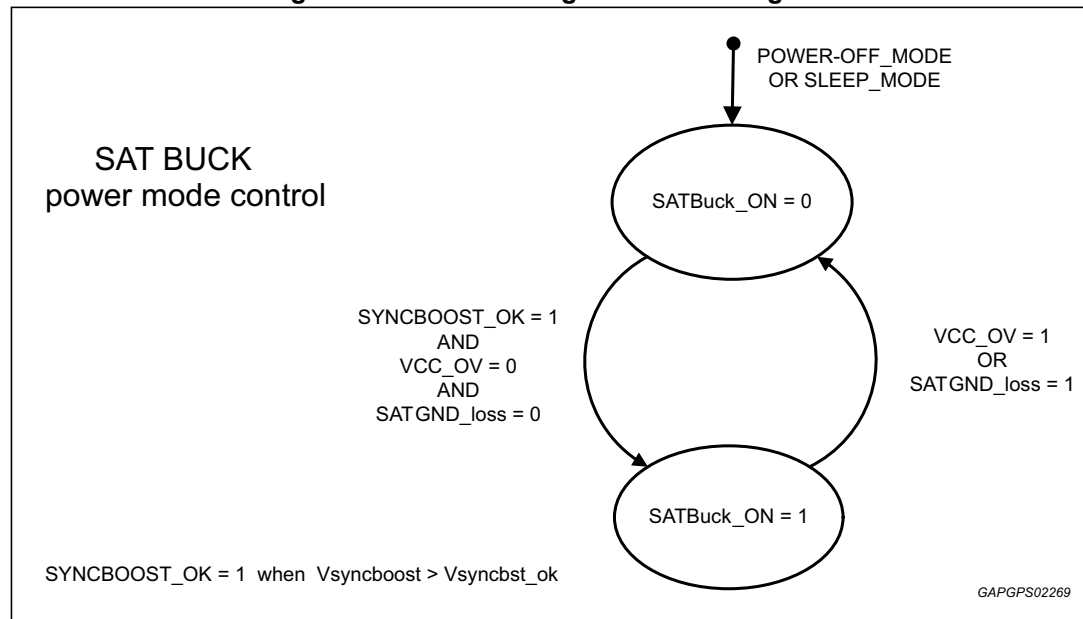 POWER-OFF_MODE
OR SLEEP_MODE
SAT BUCK
power mode control
SATBuck_ON = 0
SYNCBOOST_OK = 1
AND
VCC_OV = 0
AND
SATGND_loss = 0
VCC_OV = 1
OR
SATGND_loss = 1
SATBuck_ON = 1
SYNCBOOST_OK = 1 when Vsyncboost > Vsyncbst_ok
GAPGPS02269